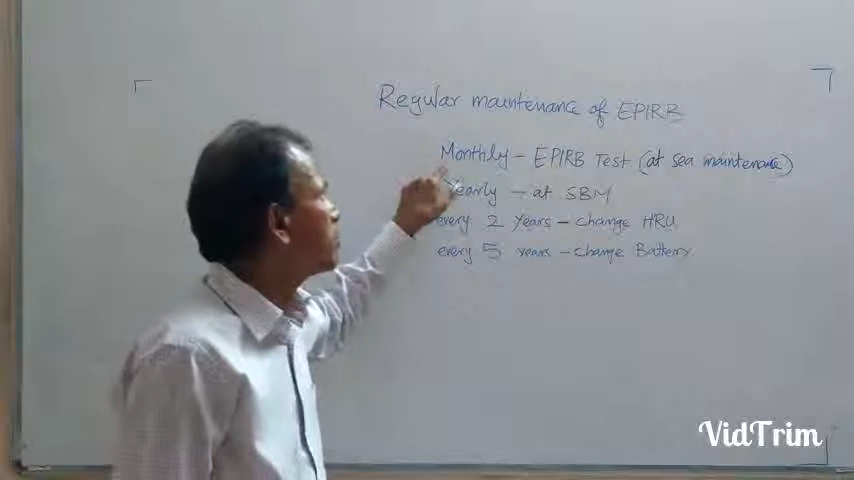 Regular maintenance of EPIRB
Monthly - EPIRB Test (at sea maintenance)
Yearly - at SBM
every 2 years - change HRU
every 5 years - change Battery
VidTrim